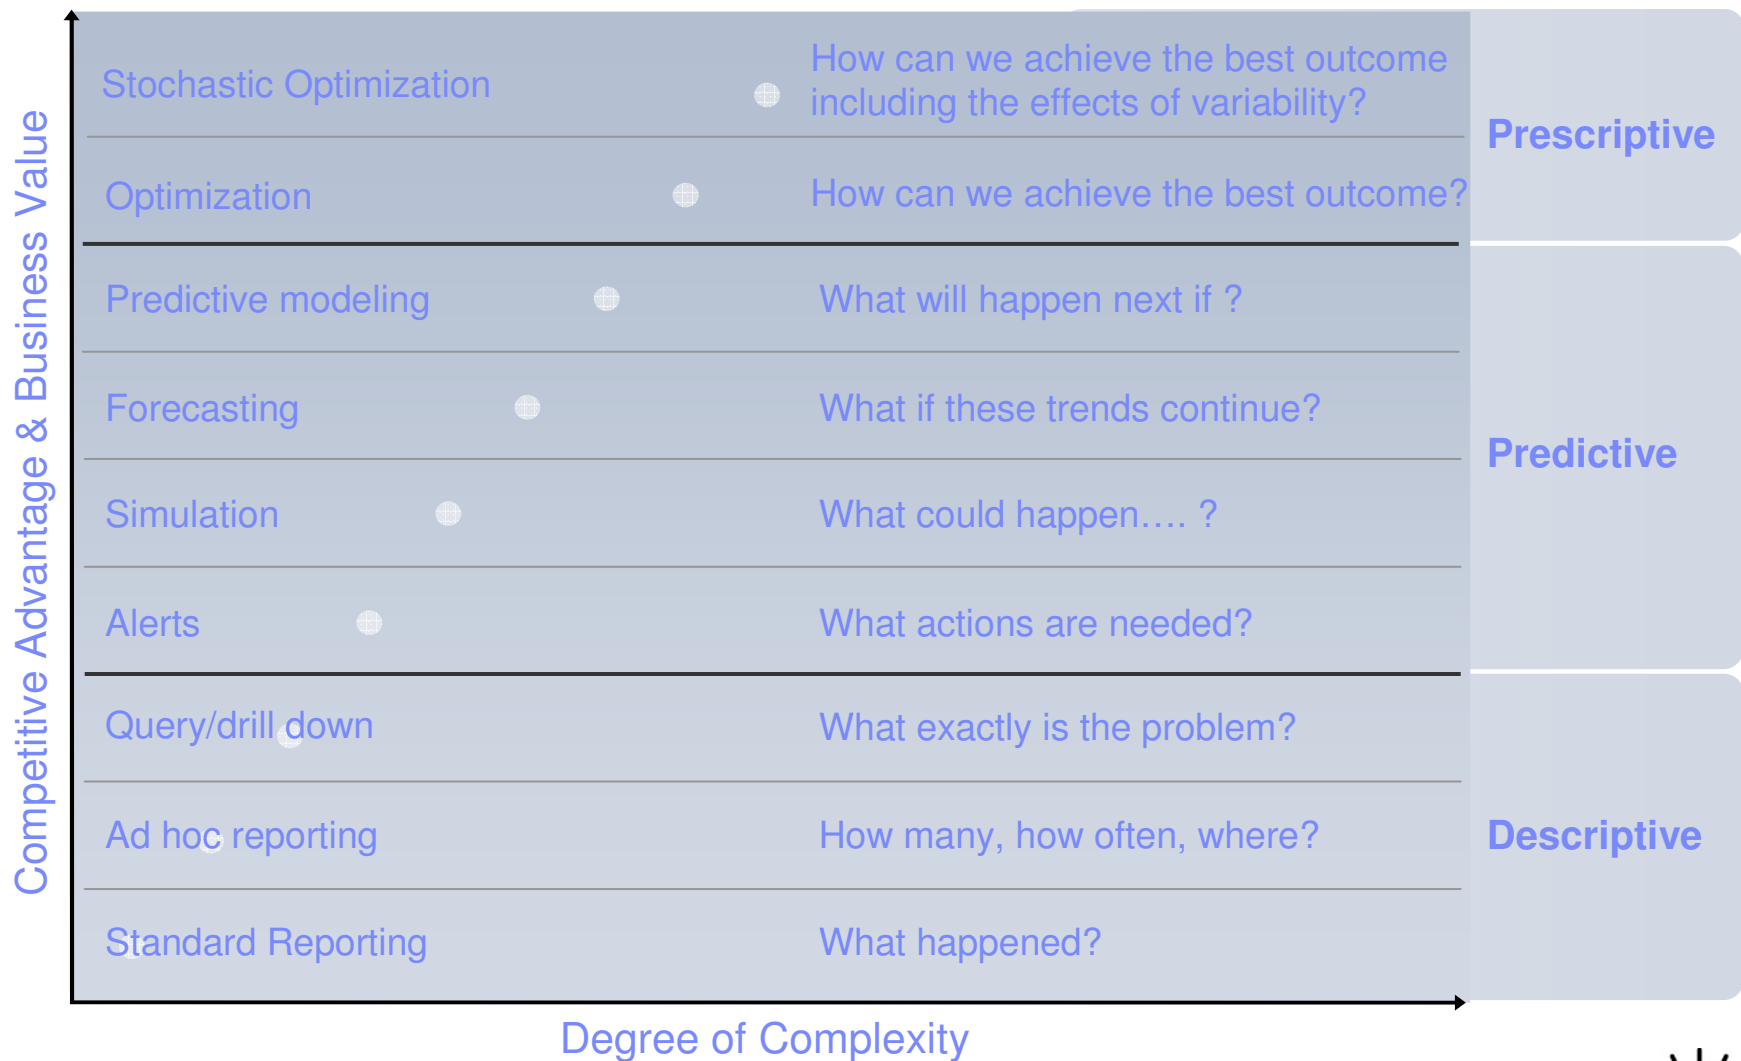 Competitive Advantage & Business Value
Stochastic Optimization
How can we achieve the best outcome
including the effects of variability?
Prescriptive
Optimization
How can we achieve the best outcome?
Predictive modeling
What will happen next if ?
Forecasting
What if these trends continue?
Predictive
Simulation
What could happen.... ?
Alerts
What actions are needed?
Query/drill down
What exactly is the problem?
Ad hoc reporting
How many, how often, where?
Descriptive
Standard Reporting
What happened?
Degree of Complexity